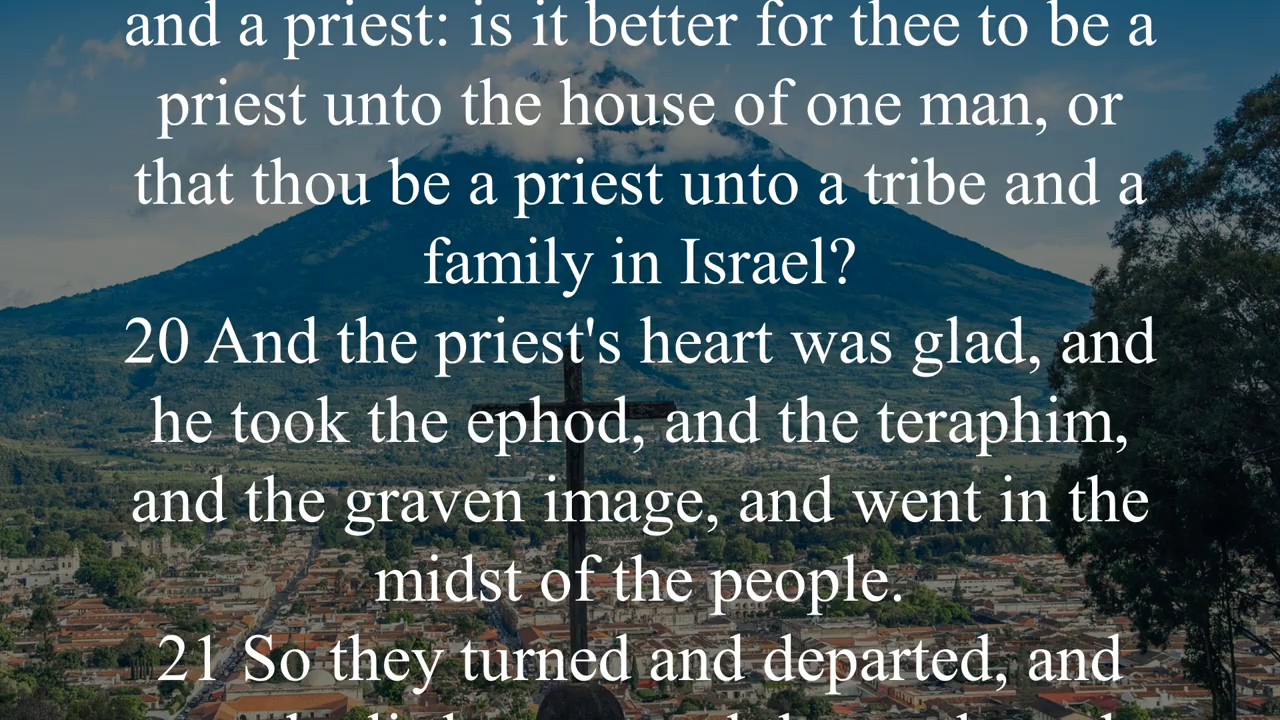 and a priest: is it better for thee to be a
priest unto the house of one man, or
that thou be a priest unto a tribe and a
family in Israel?
20 And the priest's heart was glad, and
he took the ephod, and the teraphim,
and the graven image, and went in the
midst of the people.
21 So they turned and departed, and